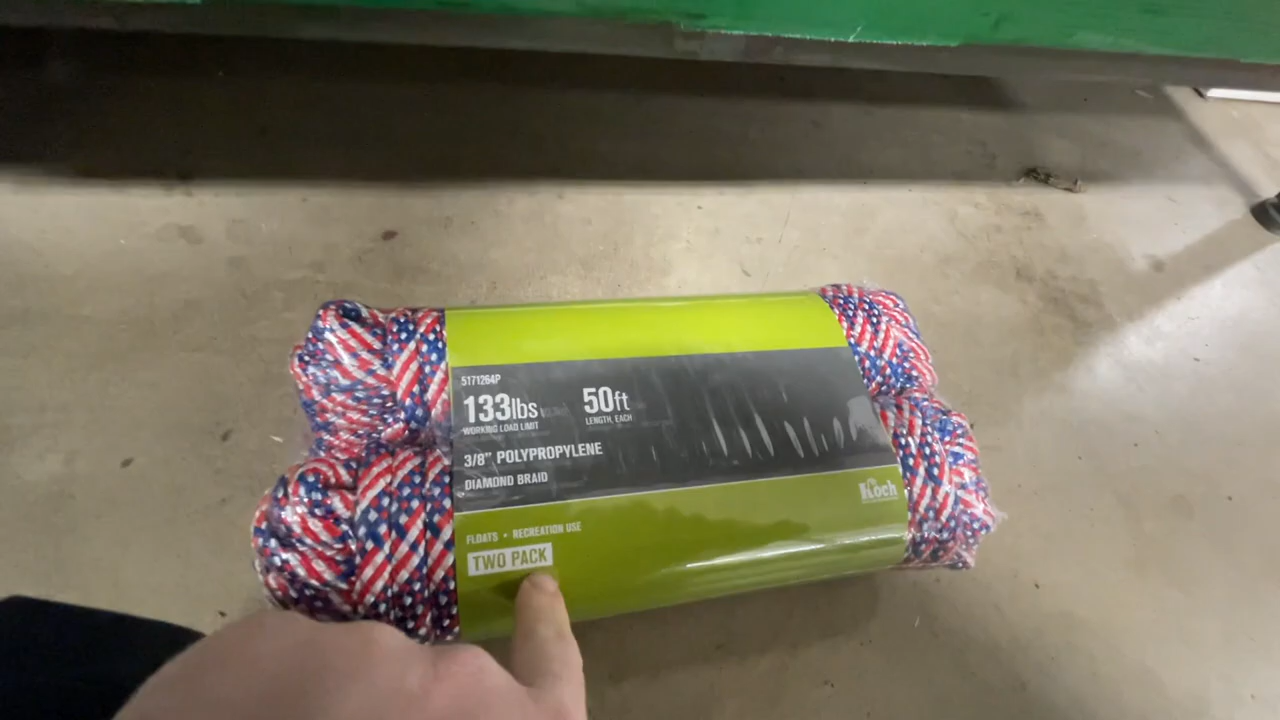 5171264P
133lbs
WORKING LOAD LIMIT
50ft
LENGTH, EACH
3/8" POLYPROPYLENE
DIAMOND BRAID
Koch
FLOATS • RECREATION USE
TWO PACK